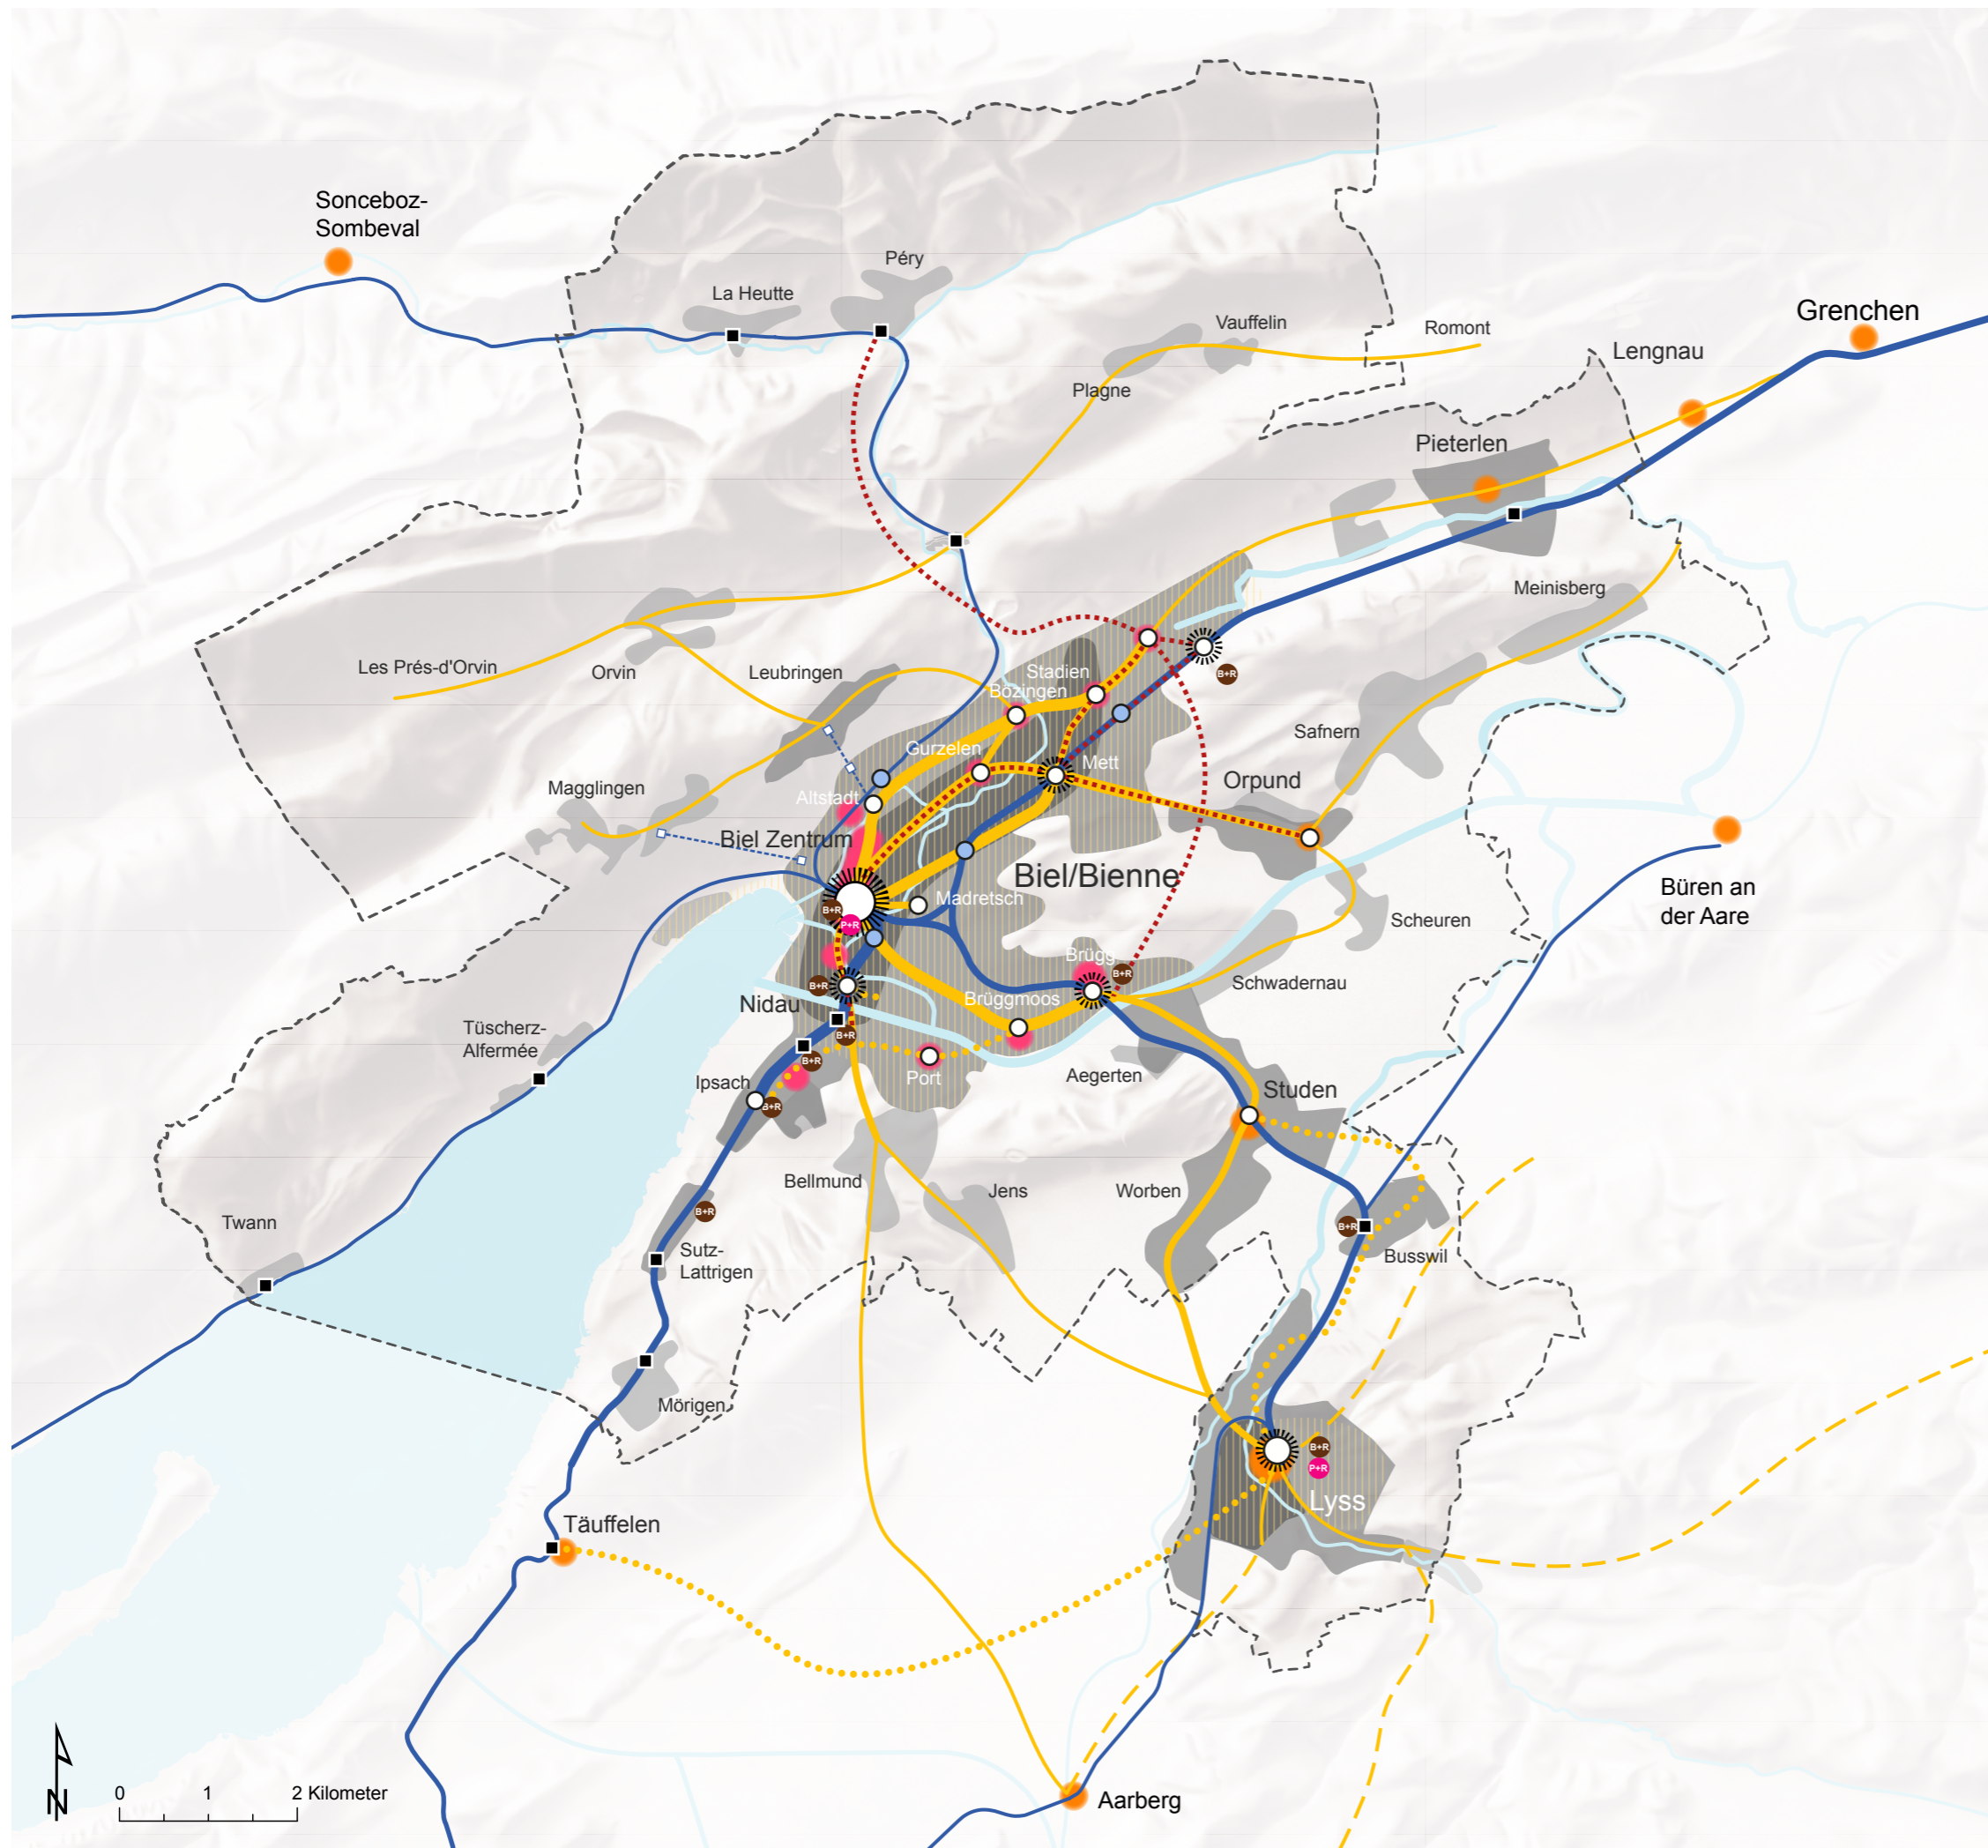 Sonceboz-
Sombeval
Péry
La Heutte
Vauffelin
Romont
Grenchen
Lengnau
Plagne
Pieterlen
Meinisberg
Les Prés-d'Orvin
Orvin
Leubringen
Stadien
Bözingen
B+R
Safnern
Gurzelen
Mett
Orpund
Magglingen
Altstadt
Biel Zentrum
Biel/Bienne
Büren an
der Aare
Madretsch
B+R
P+R
Scheuren
Brügg
B+R
Schwadernau
B+R
Nidau
Brüggmoos
Tüscherz-
Alfermée
B+R
B+R
Ipsach
Port
Aegerten
Studen
B+R
Bellmund
Jens
Worben
B+R
Twann
B+R
Sutz-
Lattrigen
Busswil
Mörigen
B+R
P+R
Lyss
Täuffelen
N
0 1 2 Kilometer
Aarberg